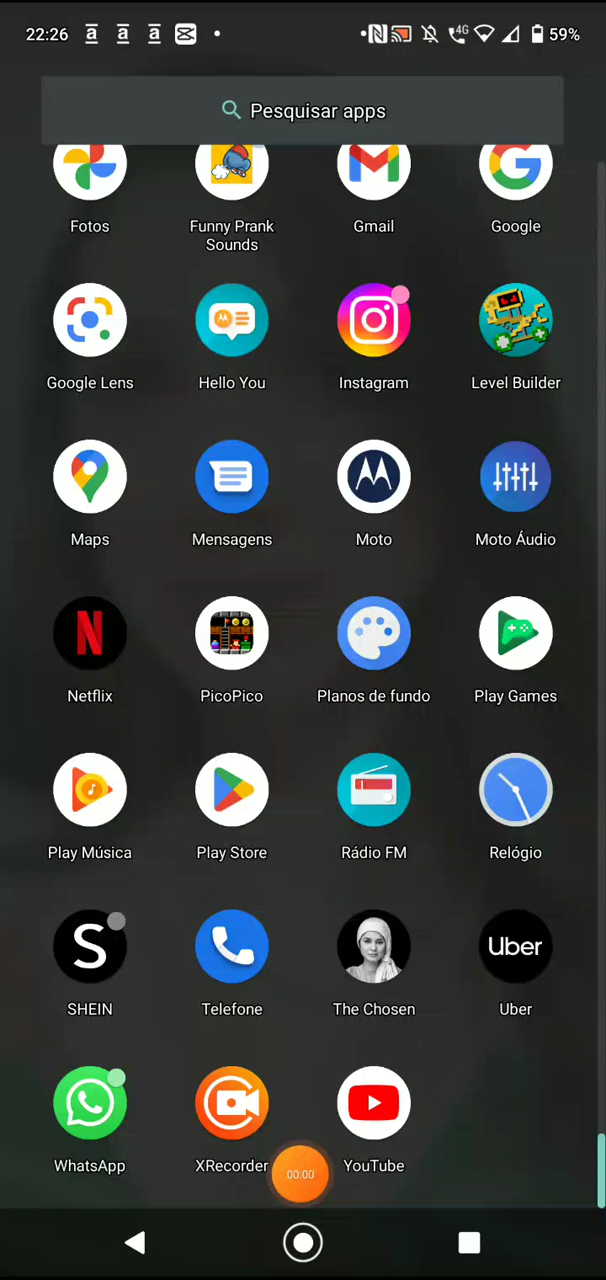 22:26 a a a 4G 59%
Pesquisar apps
Fotos Funny Prank Gmail Google
Sounds
Google Lens Hello You Instagram Level Builder
Maps Mensagens Moto Moto Áudio
N
Netflix PicoPico Planos de fundo Play Games
Play Música Play Store Rádio FM Relógio
S Uber
SHEIN Telefone The Chosen Uber
WhatsApp XRecorder YouTube
00:00